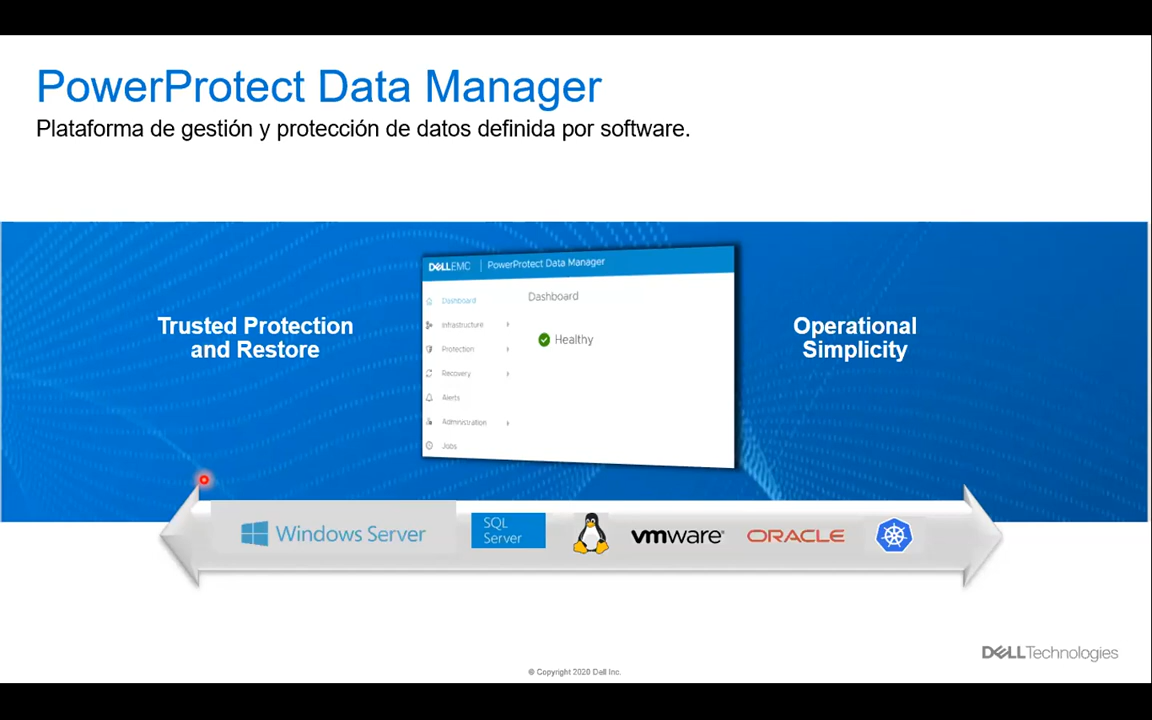 PowerProtect Data Manager
Plataforma de gestión y protección de datos definida por software.
DELLEMC | PowerProtect Data Manager
Dashboard
Infrastructure
Protection
Recovery
Alerts
Administration
Jobs
Dashboard
Healthy
Trusted Protection
and Restore
Operational
Simplicity
Windows Server
SQL
Server
vmware®
ORACLE
DELLTechnologies
© Copyright 2020 Dell Inc.